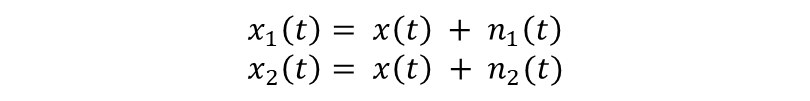 x₁(t) = x(t) + n₁(t)
x₂(t) = x(t) + n₂(t)